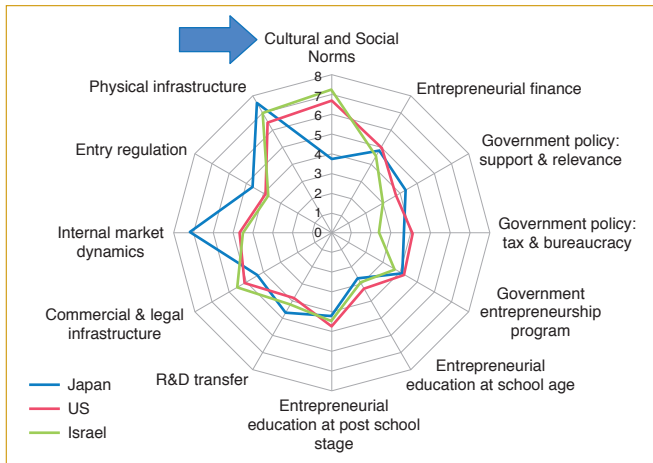 Cultural and Social
Norms
Physical infrastructure
Entrepreneurial finance
Entry regulation
Government policy:
support & relevance
Internal market
dynamics
Government policy:
tax & bureaucracy
Commercial & legal
infrastructure
Government
entrepreneurship
program
R&D transfer
Entrepreneurial
education at school age
Entrepreneurial
education at post school
stage
8
7
6
5
4
3
2
1
0
Japan
US
Israel